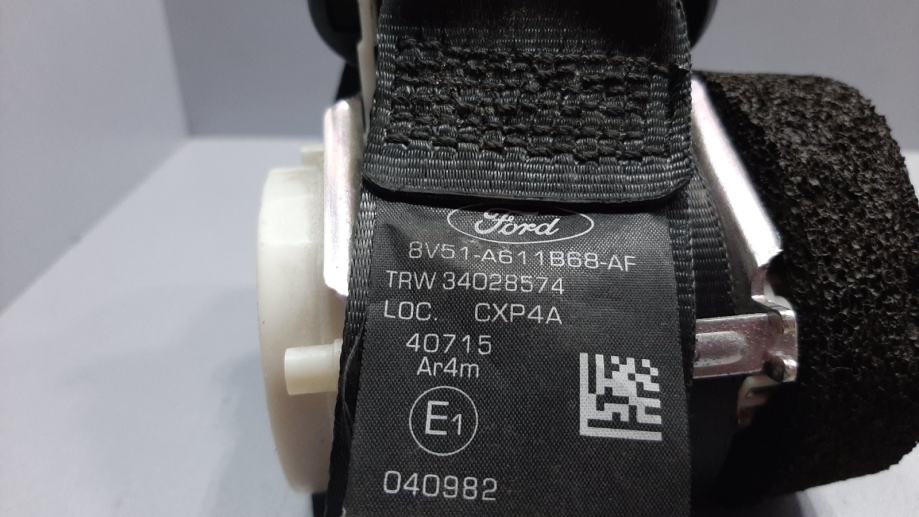 Ford
8V51-A611B68-AF
TRW 34028574
LOC. CXP4A
40715
Ar4m
E1
040982